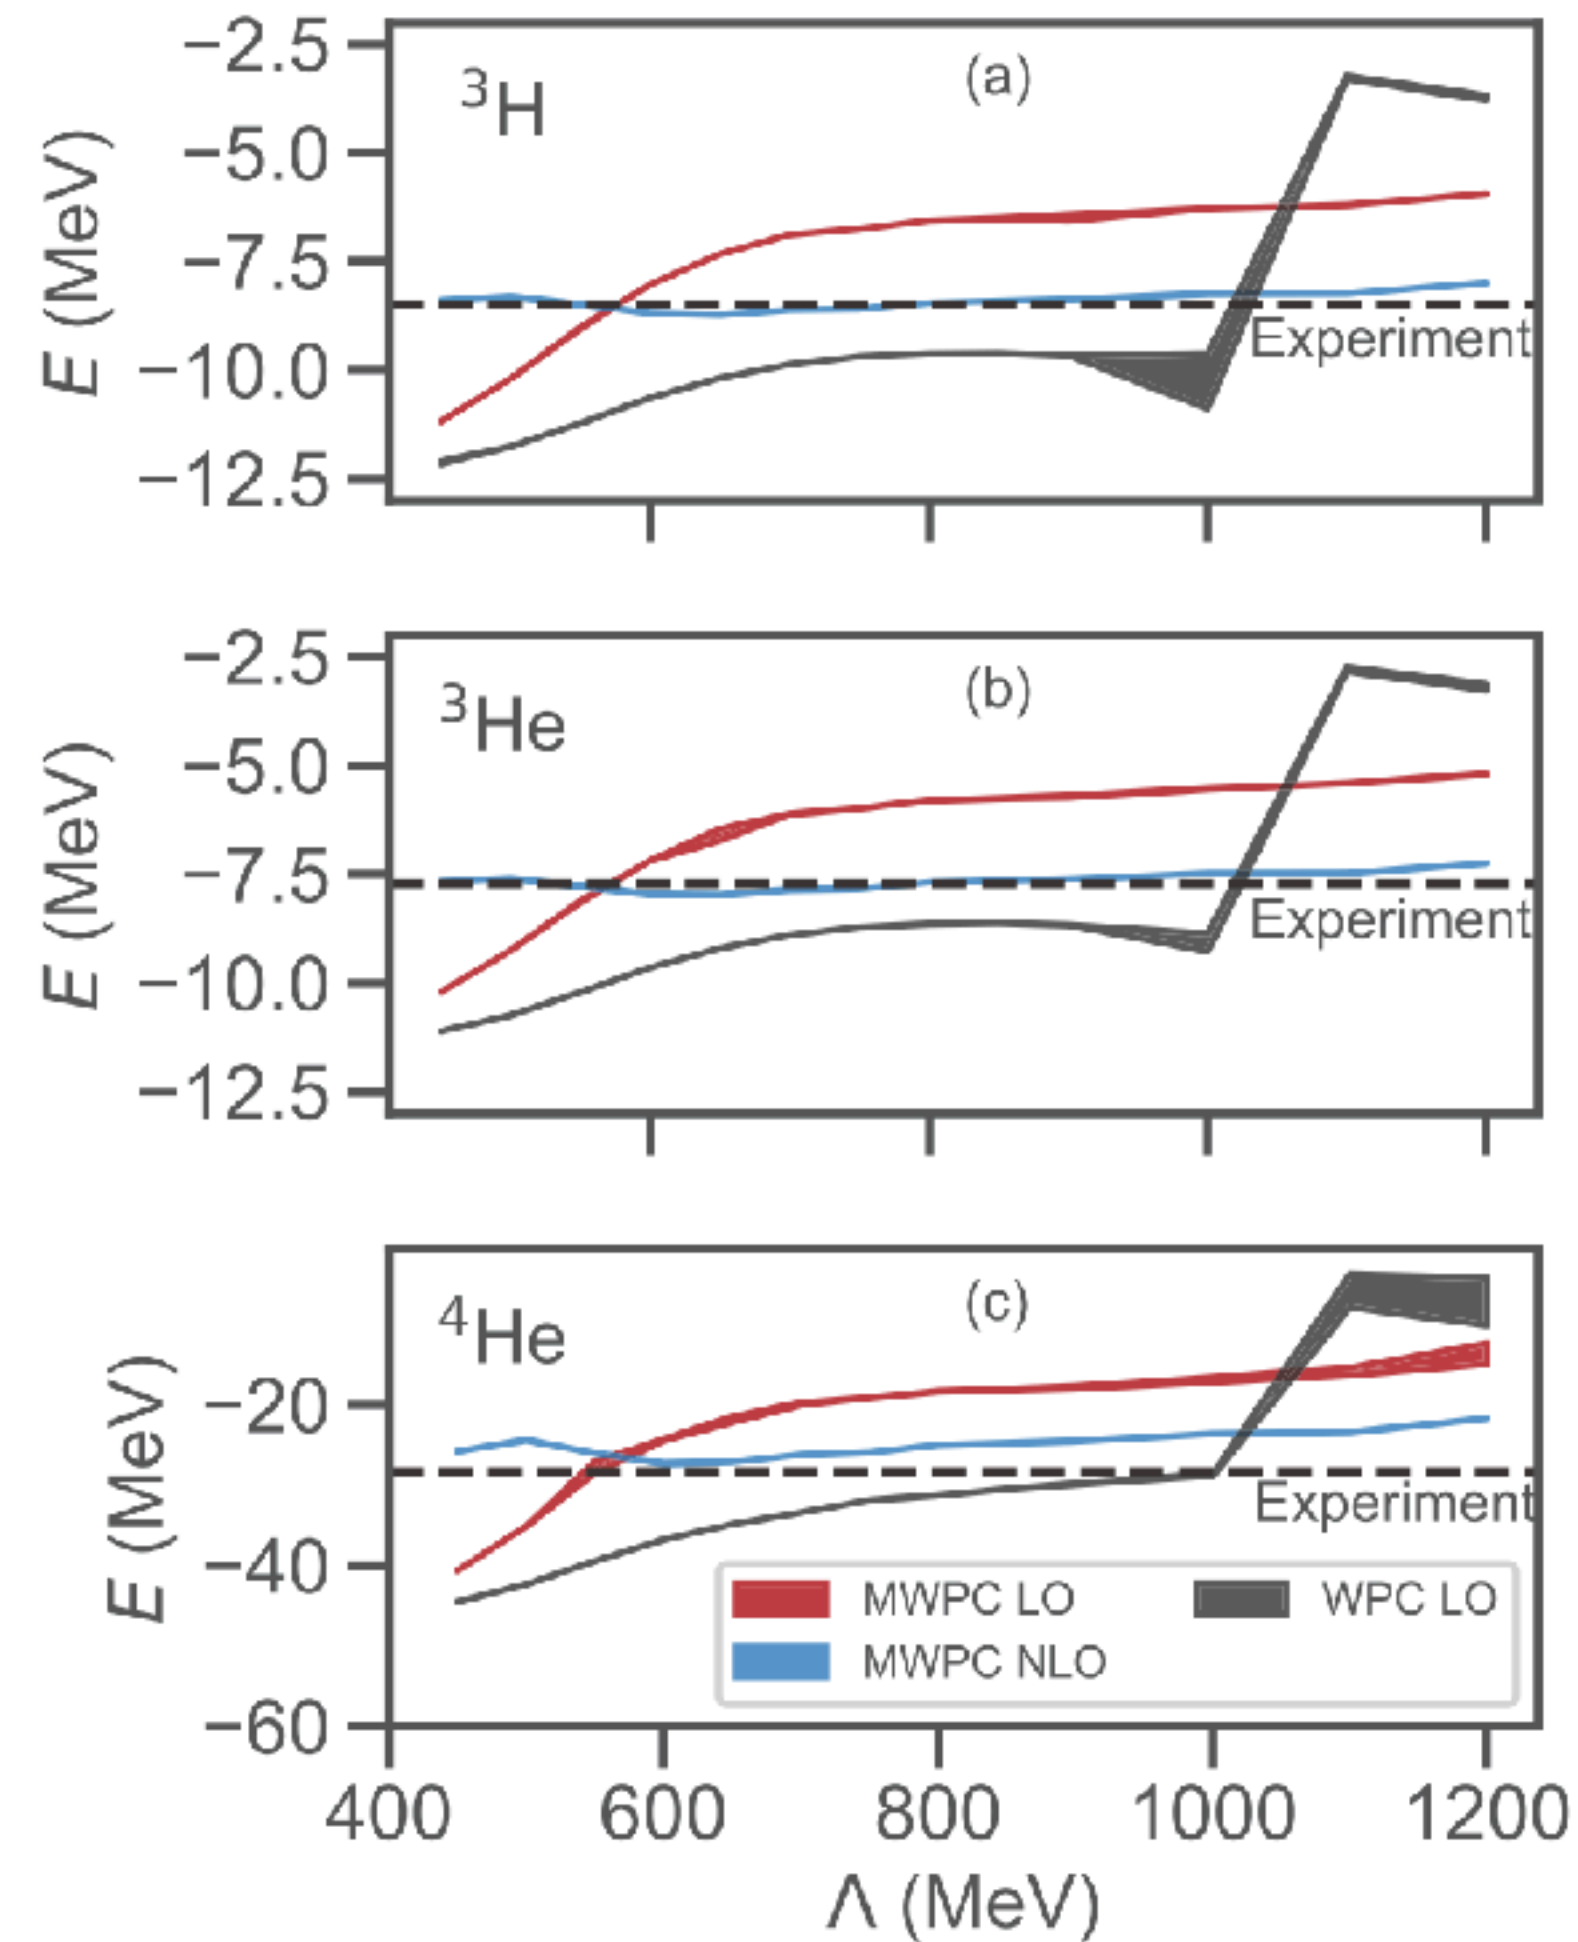 −2.5
³H
(a)
−5.0
E (MeV)
−7.5
Experiment
−10.0
−12.5
−2.5
³He
(b)
−5.0
E (MeV)
−7.5
Experiment
−10.0
−12.5
⁴He
(c)
−20
E (MeV)
Experiment
−40
MWPC LO
WPC LO
MWPC NLO
−60
400 600 800 1000 1200
Λ (MeV)